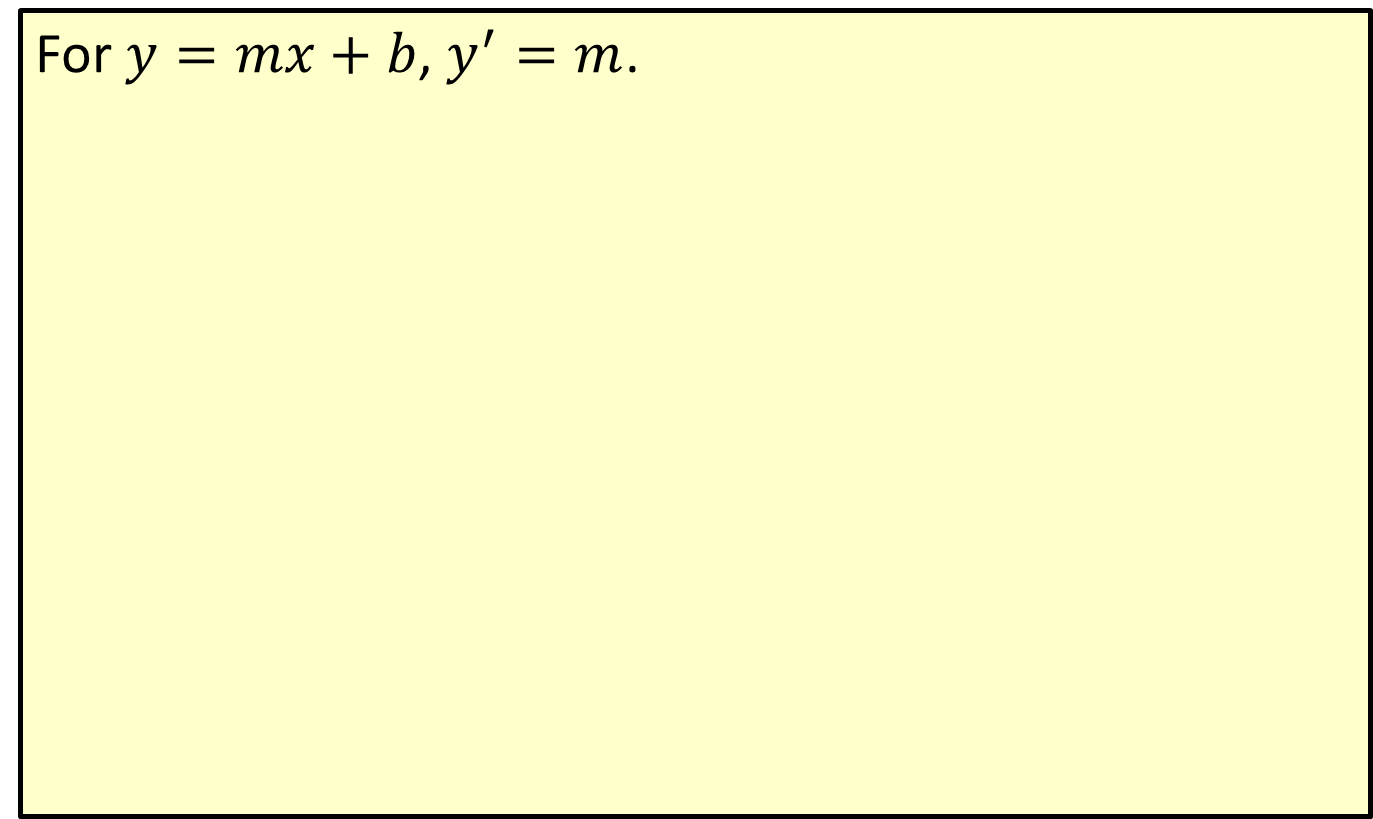 For y = mx + b, y′ = m.